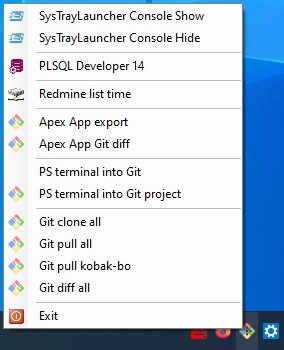 SysTrayLauncher Console Show
SysTrayLauncher Console Hide
PLSQL Developer 14
Redmine list time
Apex App export
Apex App Git diff
PS terminal into Git
PS terminal into Git project
Git clone all
Git pull all
Git pull kobak-bo
Git diff all
Exit